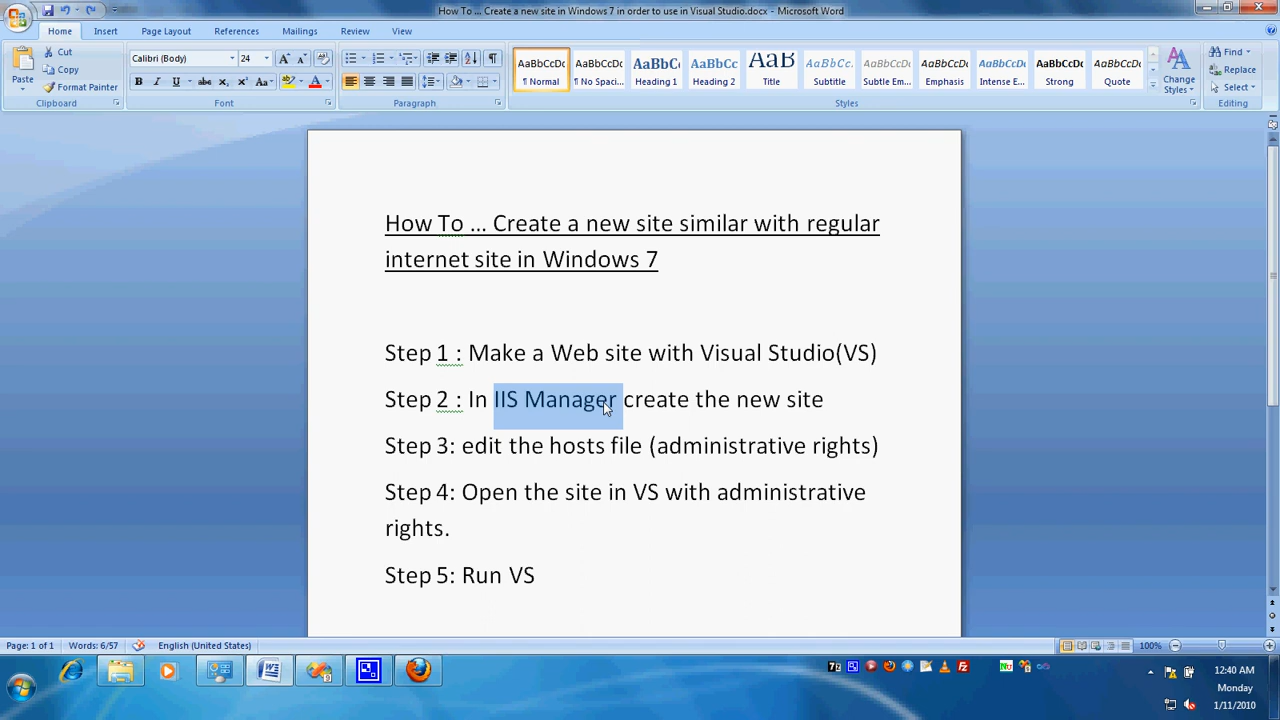 How To ... Create a new site in Windows 7 in order to use in Visual Studio.docx - Microsoft Word
Home Insert Page Layout References Mailings Review View
Cut
Copy
Format Painter
Paste
Clipboard
Calibri (Body) 24
Font
Paragraph
AaBbCcDc AaBbCcDc AaBbC AaBbCc AaB AaBbCc. AaBbCcDc AaBbCcDc AaBbCcDc AaBbCcDc AaBbCcDc
¶ Normal ¶ No Spaci... Heading 1 Heading 2 Title Subtitle Subtle Em... Emphasis Intense E... Strong Quote
Change Styles
Styles
Find
Replace
Select
Editing
How To ... Create a new site similar with regular
internet site in Windows 7
Step 1 : Make a Web site with Visual Studio(VS)
Step 2 : In IIS Manager create the new site
Step 3: edit the hosts file (administrative rights)
Step 4: Open the site in VS with administrative
rights.
Step 5: Run VS
Page: 1 of 1 Words: 6/57 English (United States) 100%
12:40 AM
Monday
1/11/2010